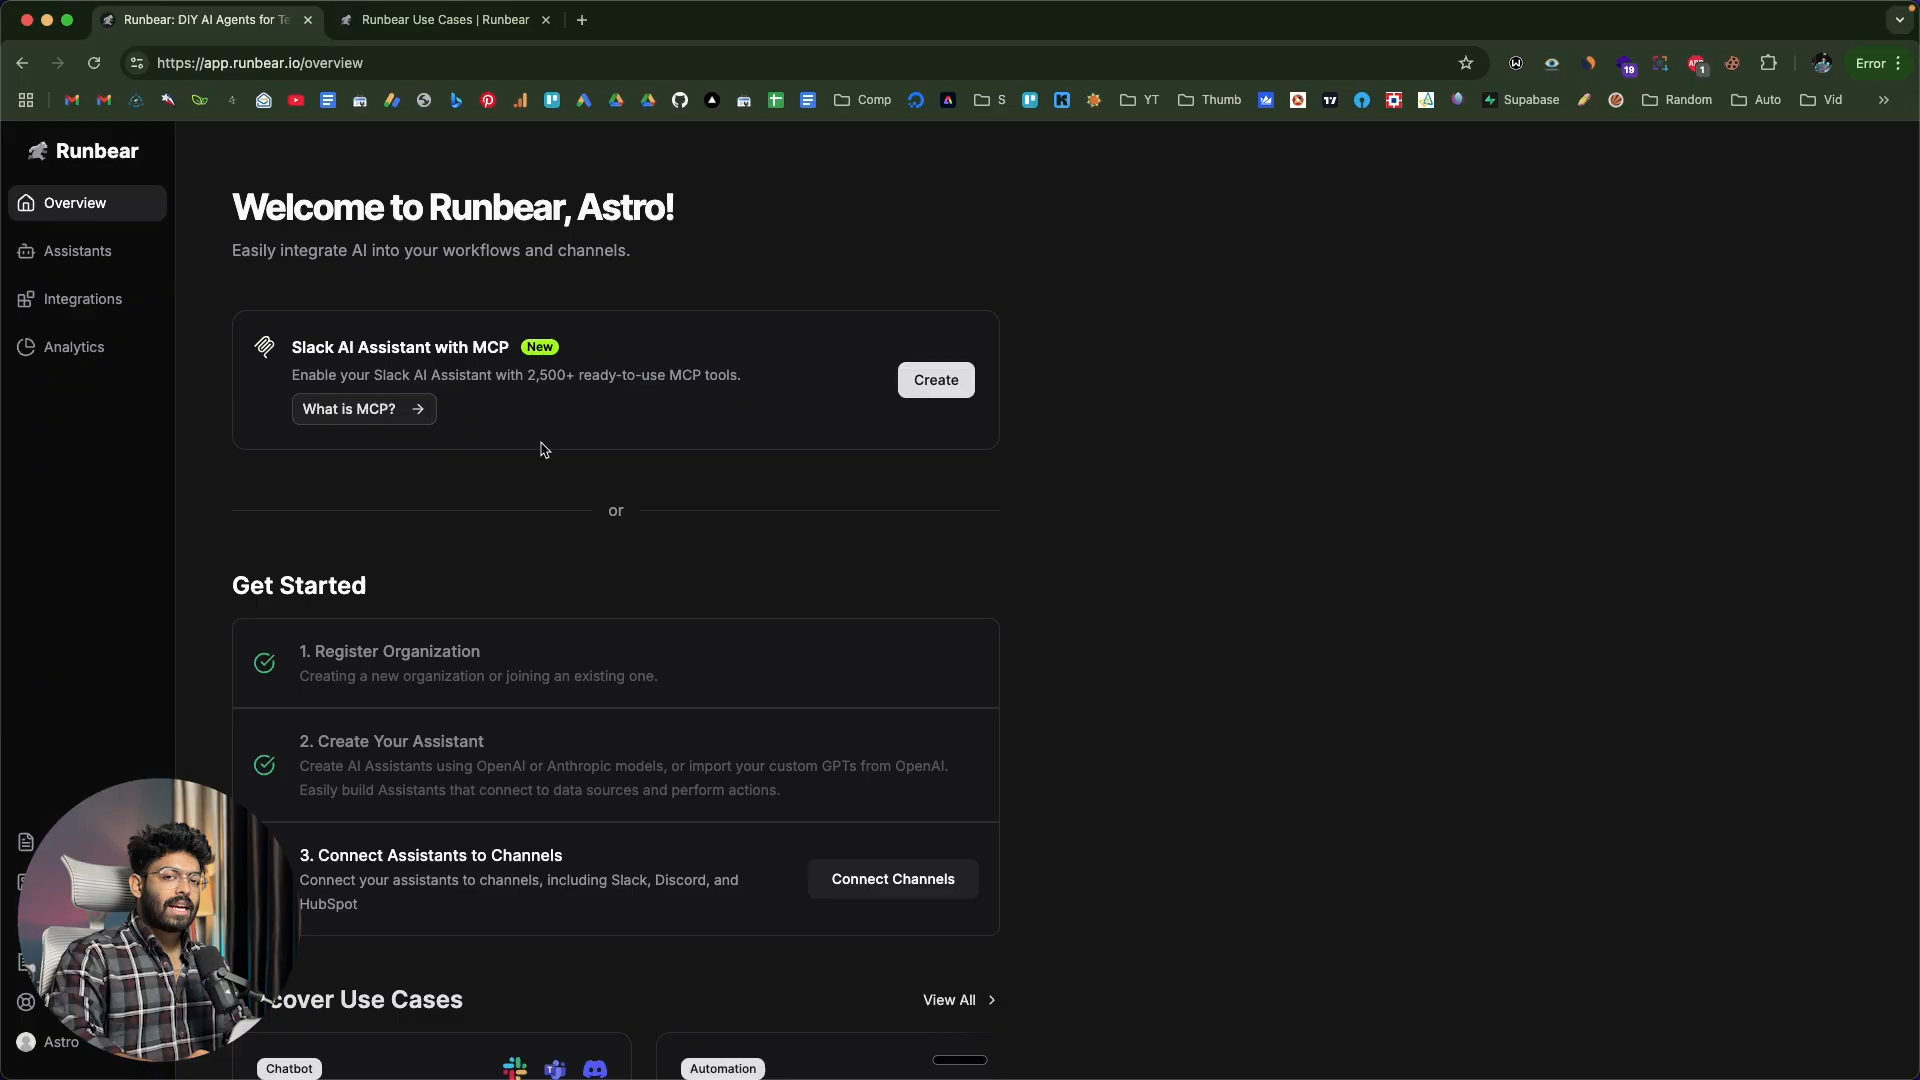 Runbear: DIY AI Agents for Te
Runbear Use Cases | Runbear
https://app.runbear.io/overview
19
1
Error
Comp
S
YT
Thumb
Supabase
Random
Auto
Vid
Runbear
Overview
Assistants
Integrations
Analytics
Astro
Welcome to Runbear, Astro!
Easily integrate AI into your workflows and channels.
Slack AI Assistant with MCP New
Enable your Slack AI Assistant with 2,500+ ready-to-use MCP tools.
What is MCP?
Create
or
Get Started
1. Register Organization
Creating a new organization or joining an existing one.
2. Create Your Assistant
Create AI Assistants using OpenAI or Anthropic models, or import your custom GPTs from OpenAI.
Easily build Assistants that connect to data sources and perform actions.
3. Connect Assistants to Channels
Connect your assistants to channels, including Slack, Discord, and
HubSpot
Connect Channels
cover Use Cases
View All
Chatbot
Automation